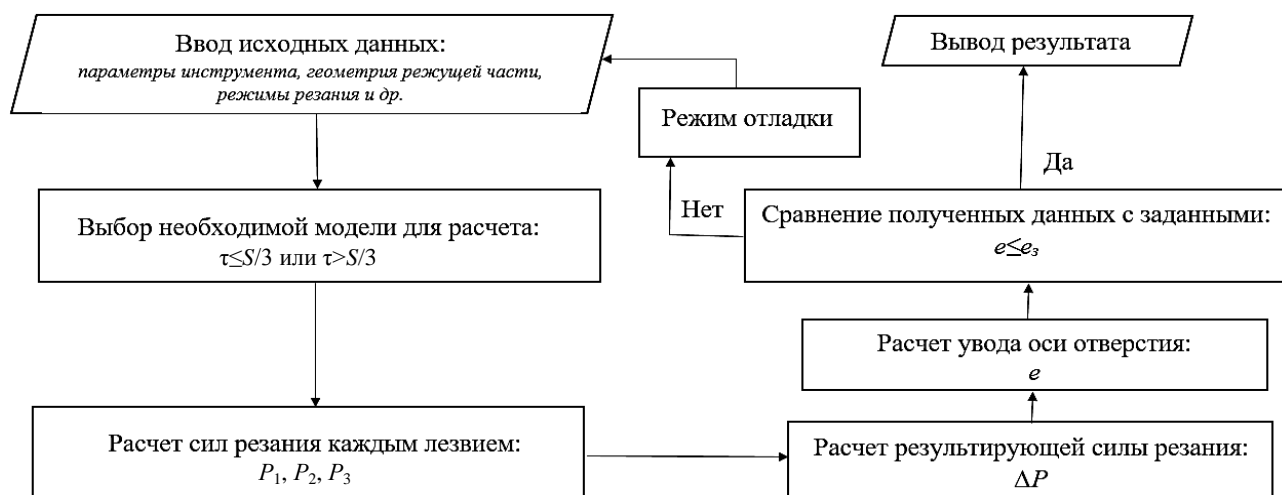 Ввод исходных данных:
параметры инструмента, геометрия режущей части,
режимы резания и др.
Выбор необходимой модели для расчета:
τ≤S/3 или τ>S/3
Расчет сил резания каждым лезвием:
P₁, P₂, P₃
Расчет результирующей силы резания:
ΔP
Расчет увода оси отверстия:
e
Сравнение полученных данных с заданными:
e≤eз
Нет
Режим отладки
Да
Вывод результата